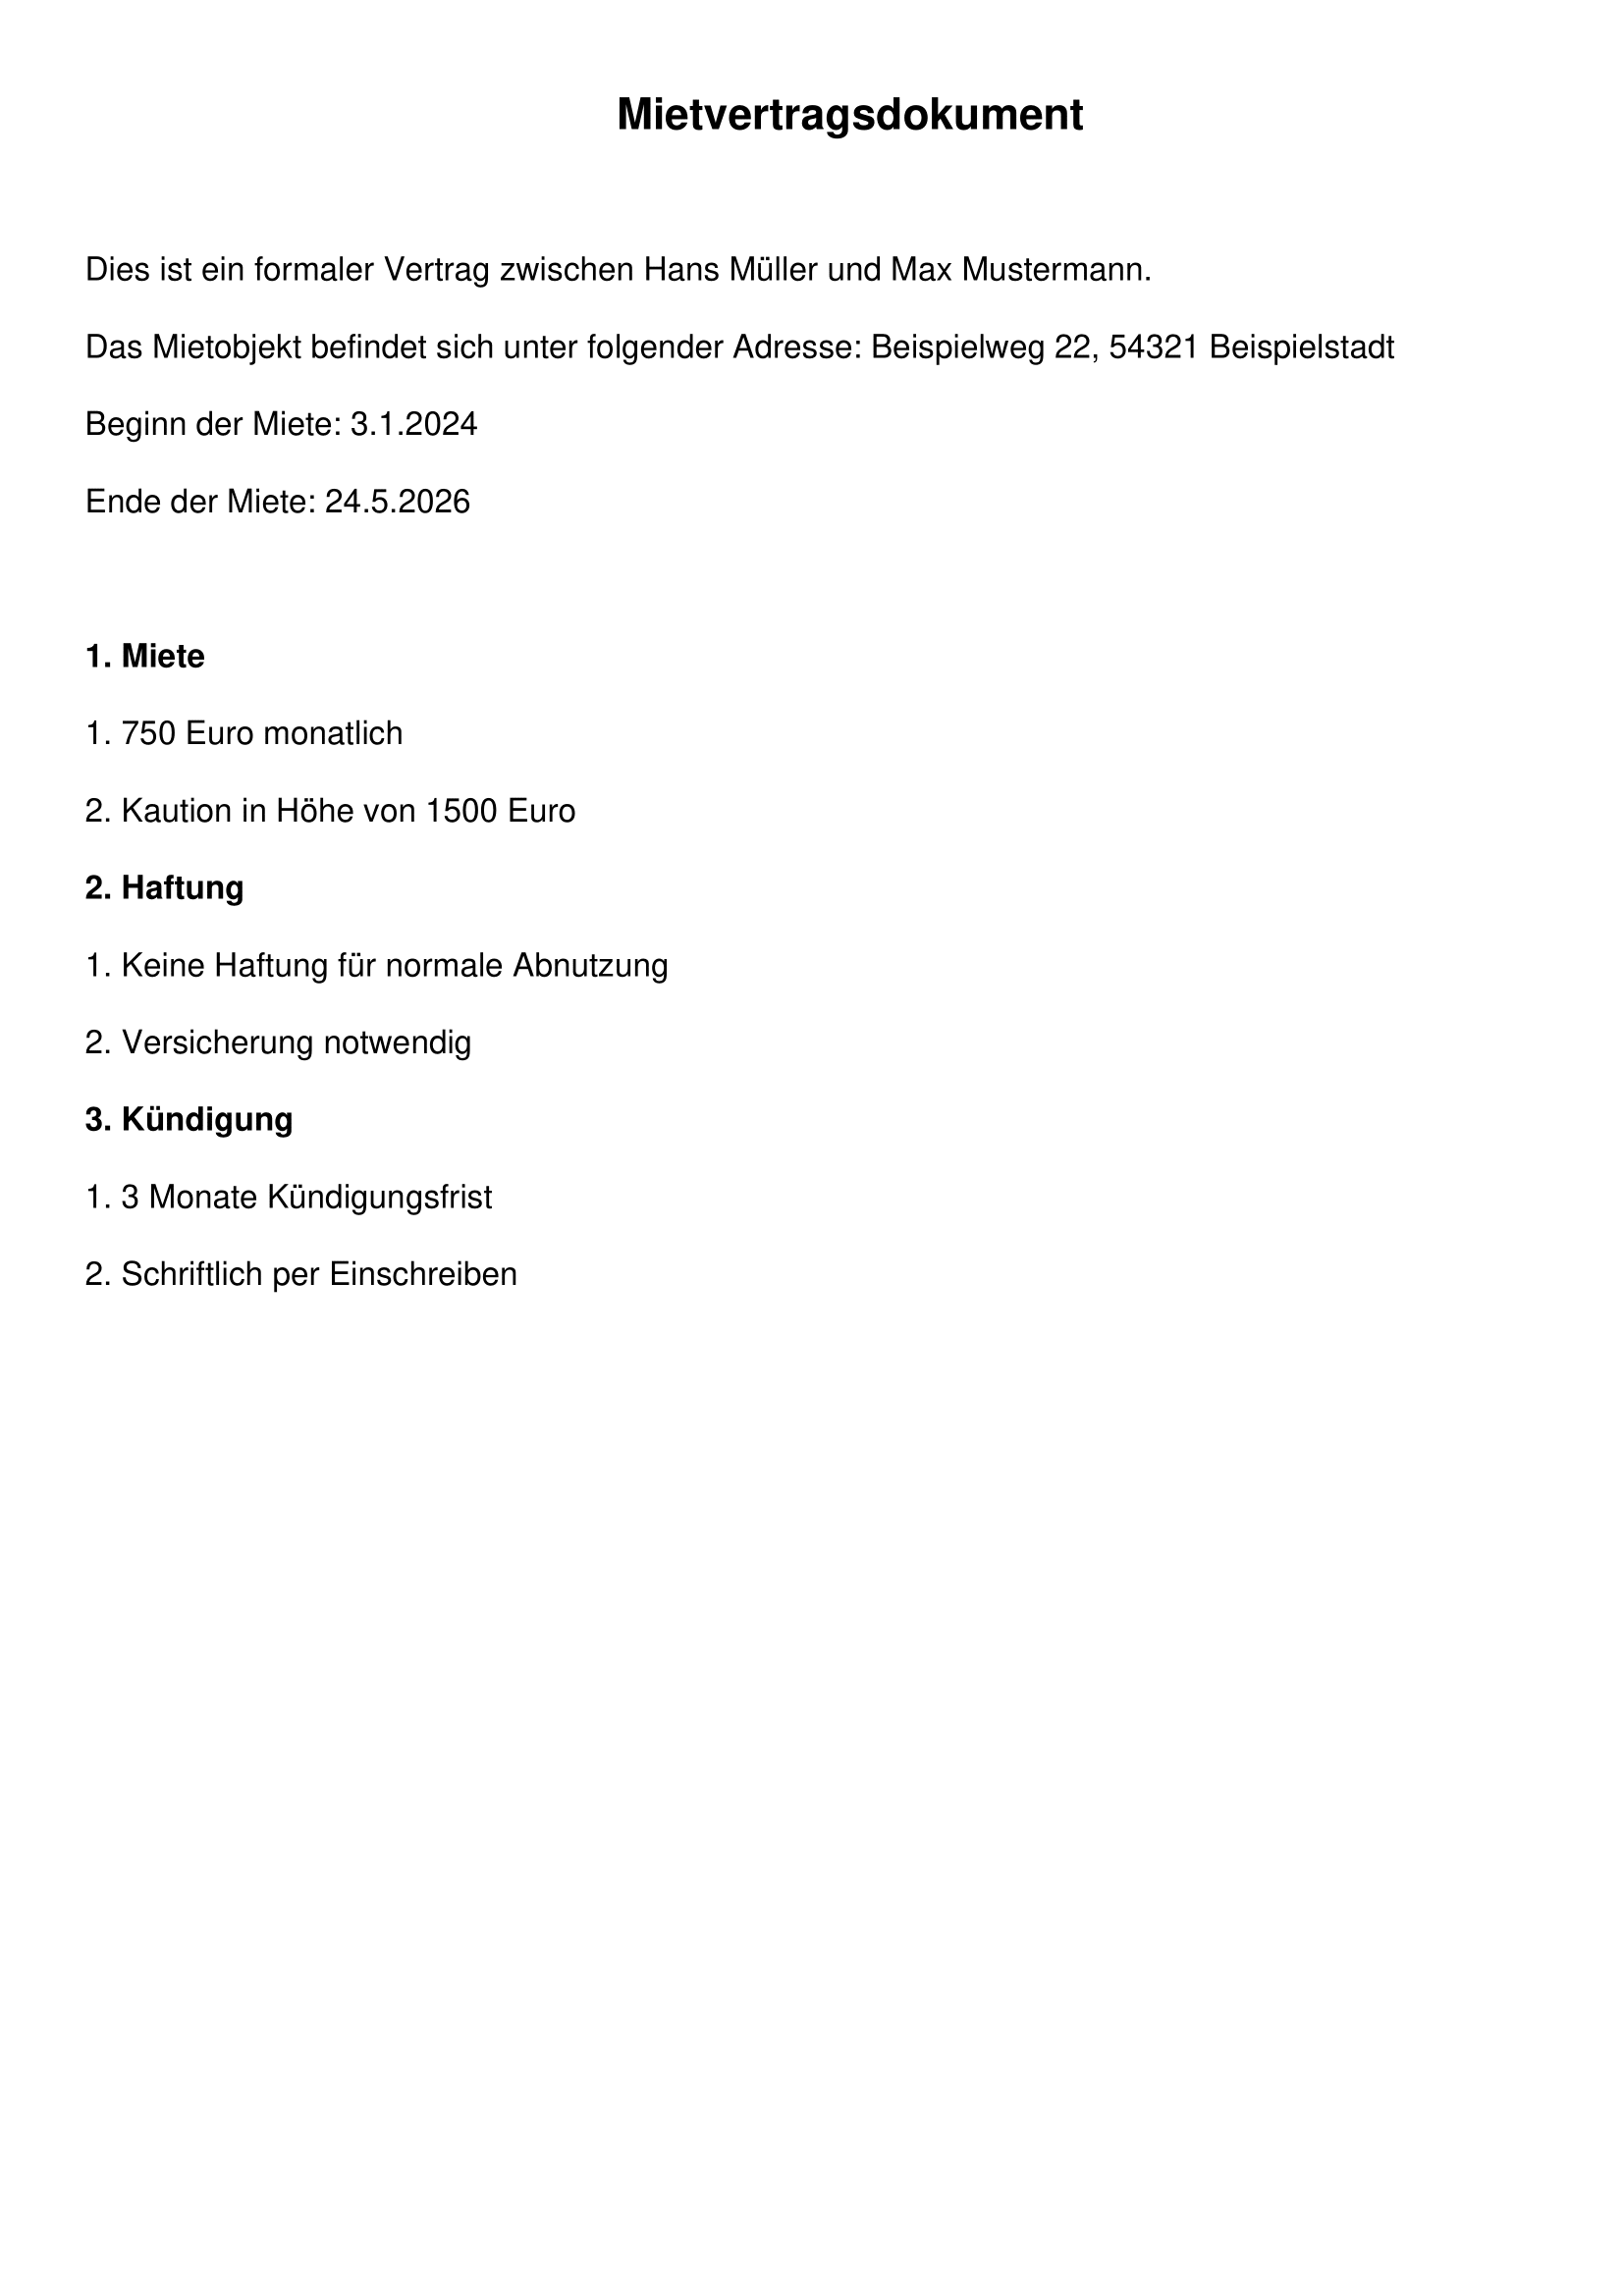 Mietvertragsdokument
Dies ist ein formaler Vertrag zwischen Hans Müller und Max Mustermann.
Das Mietobjekt befindet sich unter folgender Adresse: Beispielweg 22, 54321 Beispielstadt
Beginn der Miete: 3.1.2024
Ende der Miete: 24.5.2026
1. Miete
1. 750 Euro monatlich
2. Kaution in Höhe von 1500 Euro
2. Haftung
1. Keine Haftung für normale Abnutzung
2. Versicherung notwendig
3. Kündigung
1. 3 Monate Kündigungsfrist
2. Schriftlich per Einschreiben